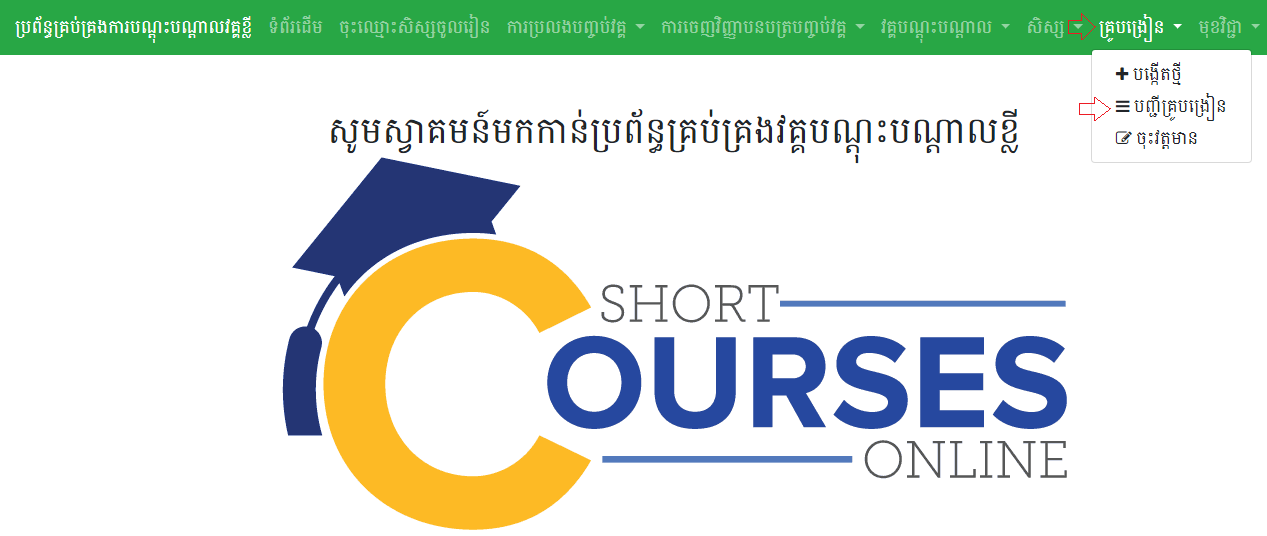 ប្រព័ន្ធគ្រប់គ្រងការបណ្តុះបណ្តាលវគ្គខ្លី ទំព័រដើម ចុះឈ្មោះសិស្សចូលរៀន ការប្រលងបញ្ចប់វគ្គ ការចេញវិញ្ញាបនបត្របញ្ចប់វគ្គ វគ្គបណ្តុះបណ្តាល សិស្ស គ្រូបង្រៀន មុខវិជ្ជា
បង្កើតថ្មី
បញ្ជីគ្រូបង្រៀន
ចុះវត្តមាន
សូមស្វាគមន៍មកកាន់ប្រព័ន្ធគ្រប់គ្រងវគ្គបណ្តុះបណ្តាលខ្លី
SHORT
COURSES
ONLINE